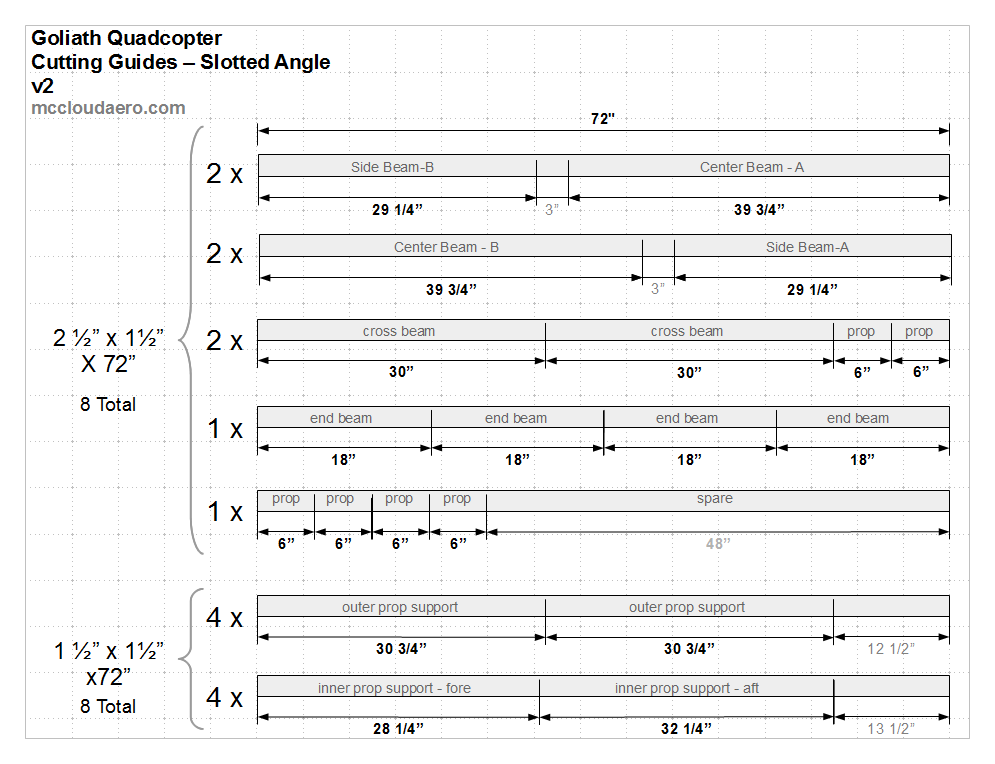 Goliath Quadcopter
Cutting Guides – Slotted Angle
v2
mccloudaero.com
72"
2 x
Side Beam-B
Center Beam - A
29 1/4”
3”
39 3/4”
2 x
Center Beam - B
Side Beam-A
39 3/4”
3”
29 1/4”
2 ½” x 1½”
X 72”
8 Total
2 x
cross beam
cross beam
prop
prop
30”
30”
6”
6”
1 x
end beam
end beam
end beam
end beam
18”
18”
18”
18”
1 x
prop
prop
prop
prop
spare
6”
6”
6”
6”
48”
1 ½” x 1½”
x72”
8 Total
4 x
outer prop support
outer prop support
30 3/4”
30 3/4”
12 1/2”
4 x
inner prop support - fore
inner prop support - aft
28 1/4”
32 1/4”
13 1/2”